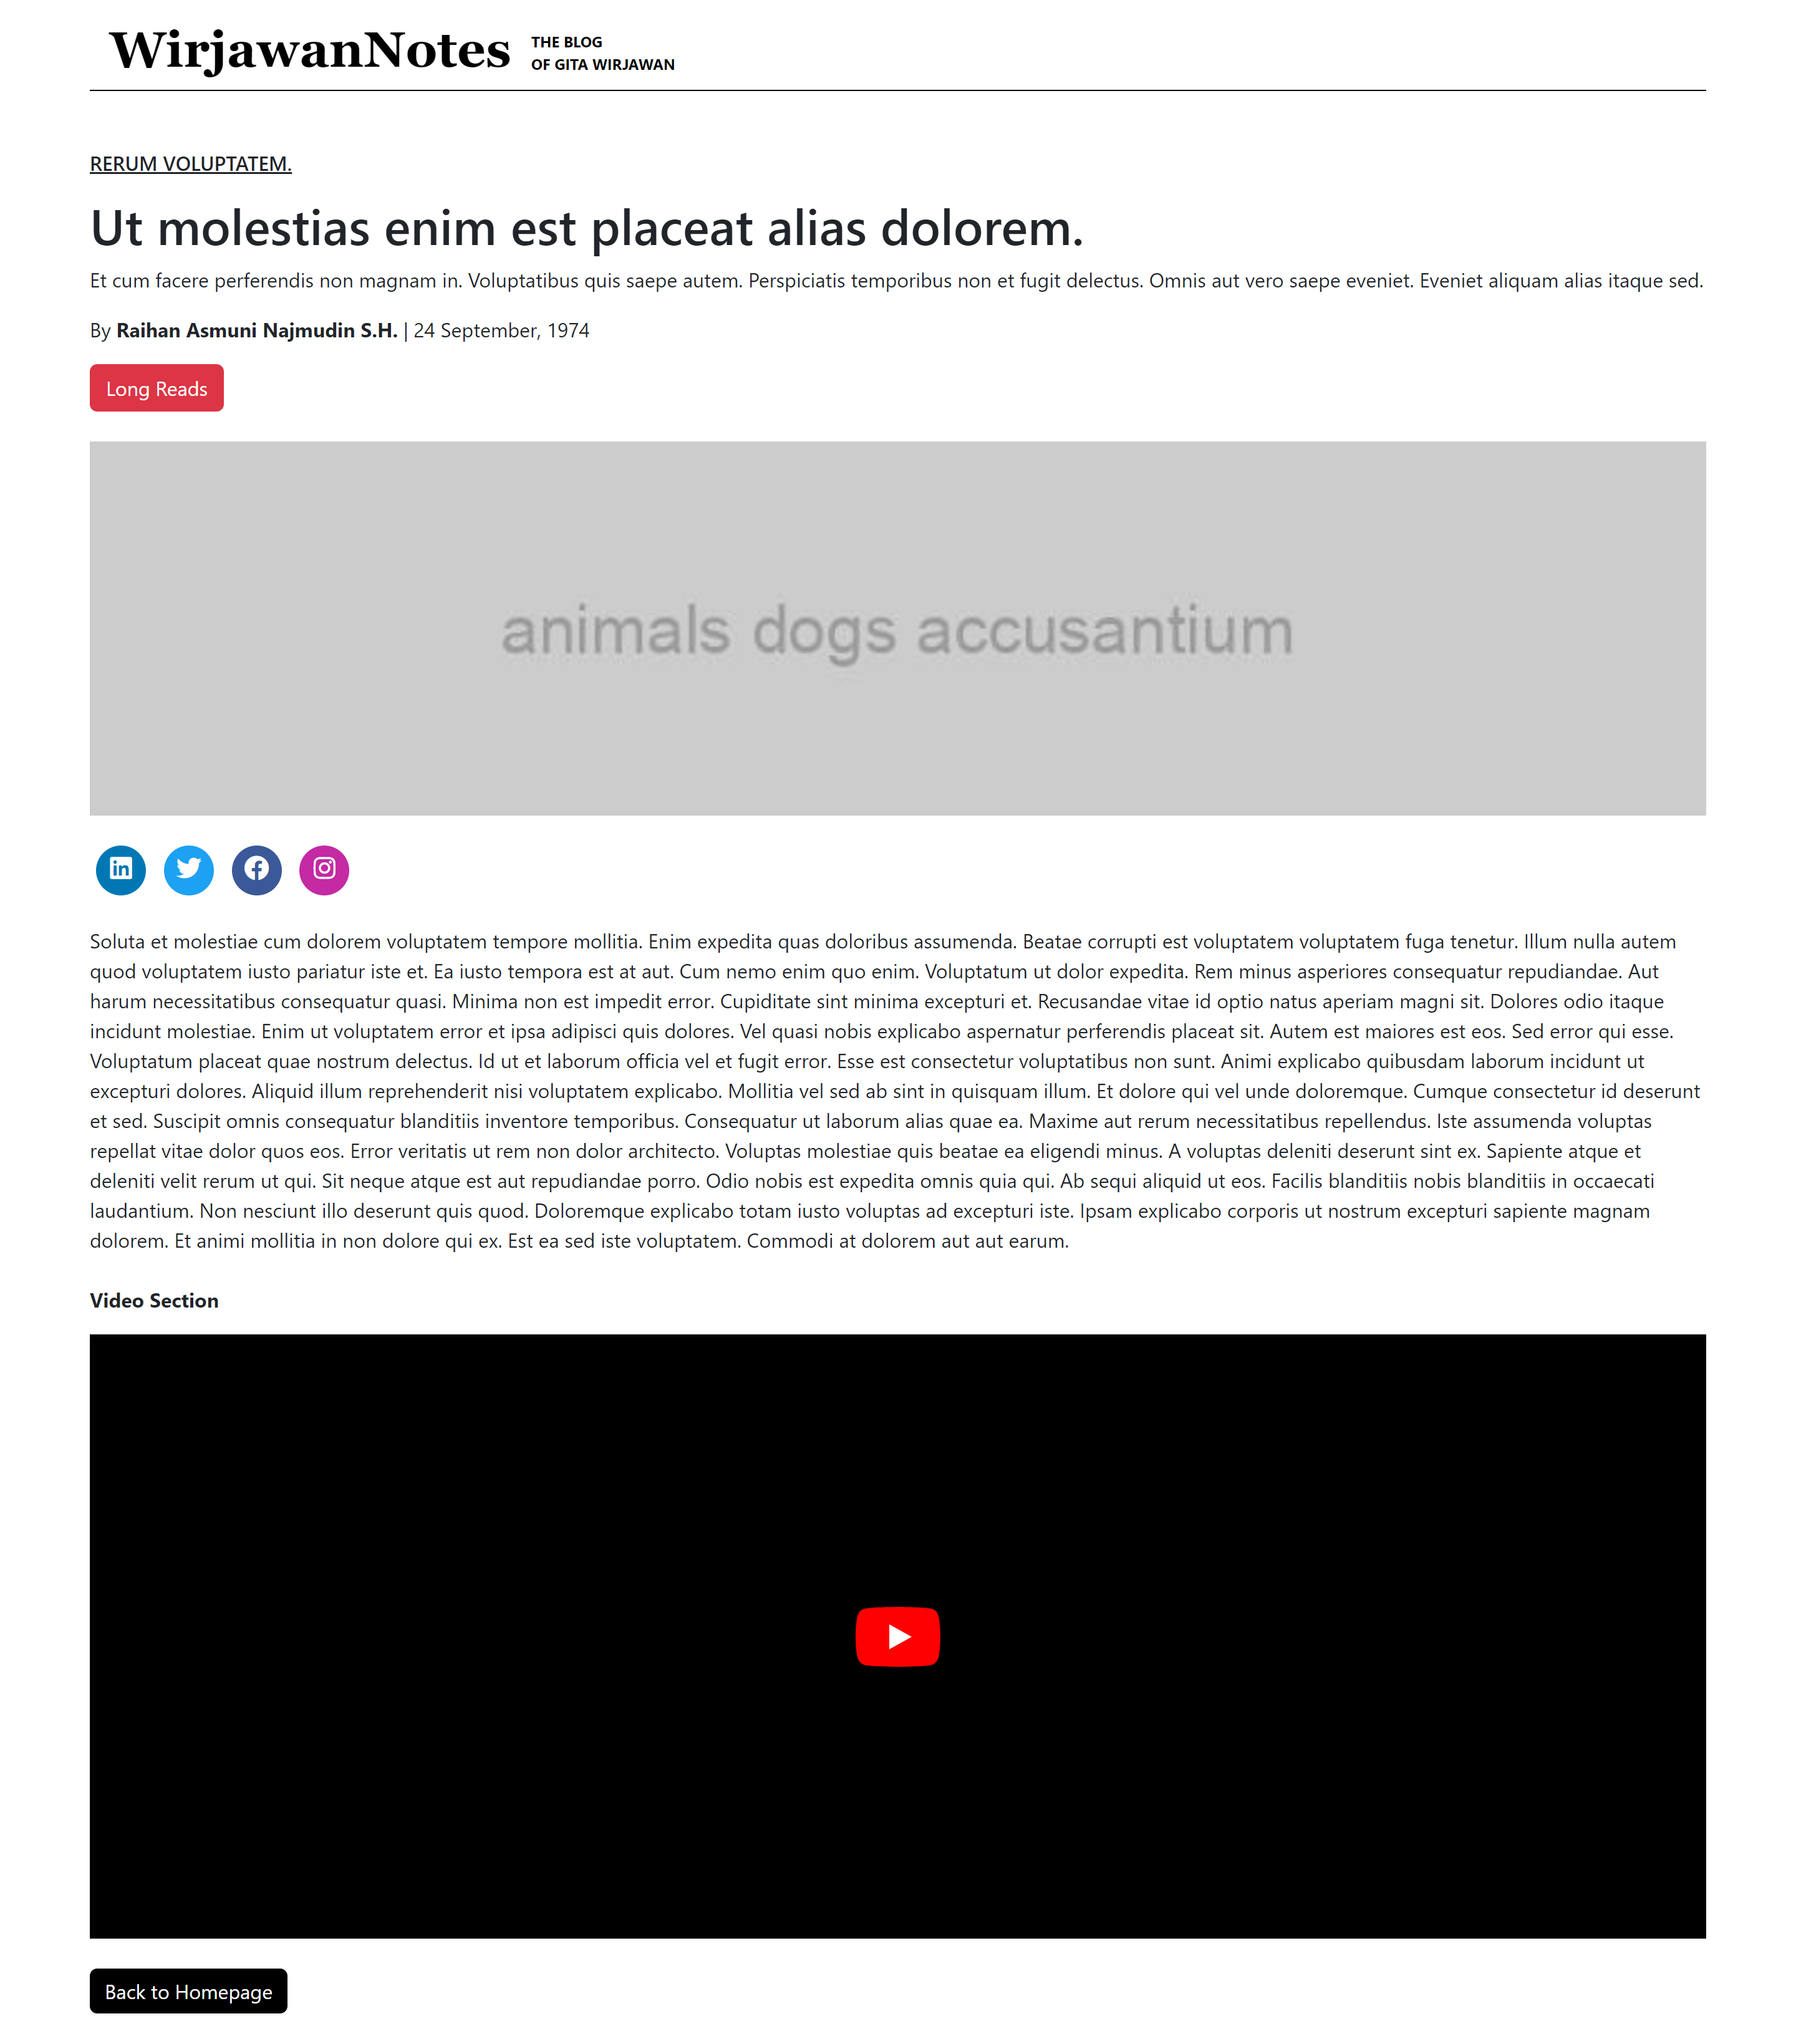 WirjawanNotes
THE BLOG
OF GITA WIRJAWAN
RERUM VOLUPTATEM.
Ut molestias enim est placeat alias dolorem.
Et cum facere perferendis non magnam in. Voluptatibus quis saepe autem. Perspiciatis temporibus non et fugit delectus. Omnis aut vero saepe eveniet. Eveniet aliquam alias itaque sed.
By Raihan Asmuni Najmudin S.H. | 24 September, 1974
Long Reads
animals dogs accusantium
Soluta et molestiae cum dolorem voluptatem tempore mollitia. Enim expedita quas doloribus assumenda. Beatae corrupti est voluptatem voluptatem fuga tenetur. Illum nulla autem
quod voluptatem iusto pariatur iste et. Ea iusto tempora est at aut. Cum nemo enim quo enim. Voluptatum ut dolor expedita. Rem minus asperiores consequatur repudiandae. Aut
harum necessitatibus consequatur quasi. Minima non est impedit error. Cupiditate sint minima excepturi et. Recusandae vitae id optio natus aperiam magni sit. Dolores odio itaque
incidunt molestiae. Enim ut voluptatem error et ipsa adipisci quis dolores. Vel quasi nobis explicabo aspernatur perferendis placeat sit. Autem est maiores est eos. Sed error qui esse.
Voluptatum placeat quae nostrum delectus. Id ut et laborum officia vel et fugit error. Esse est consectetur voluptatibus non sunt. Animi explicabo quibusdam laborum incidunt ut
excepturi dolores. Aliquid illum reprehenderit nisi voluptatem explicabo. Mollitia vel sed ab sint in quisquam illum. Et dolore qui vel unde doloremque. Cumque consectetur id deserunt
et sed. Suscipit omnis consequatur blanditiis inventore temporibus. Consequatur ut laborum alias quae ea. Maxime aut rerum necessitatibus repellendus. Iste assumenda voluptas
repellat vitae dolor quos eos. Error veritatis ut rem non dolor architecto. Voluptas molestiae quis beatae ea eligendi minus. A voluptas deleniti deserunt sint ex. Sapiente atque et
deleniti velit rerum ut qui. Sit neque atque est aut repudiandae porro. Odio nobis est expedita omnis quia qui. Ab sequi aliquid ut eos. Facilis blanditiis nobis blanditiis in occaecati
laudantium. Non nesciunt illo deserunt quis quod. Doloremque explicabo totam iusto voluptas ad excepturi iste. Ipsam explicabo corporis ut nostrum excepturi sapiente magnam
dolorem. Et animi mollitia in non dolore qui ex. Est ea sed iste voluptatem. Commodi at dolorem aut aut earum.
Video Section
Back to Homepage